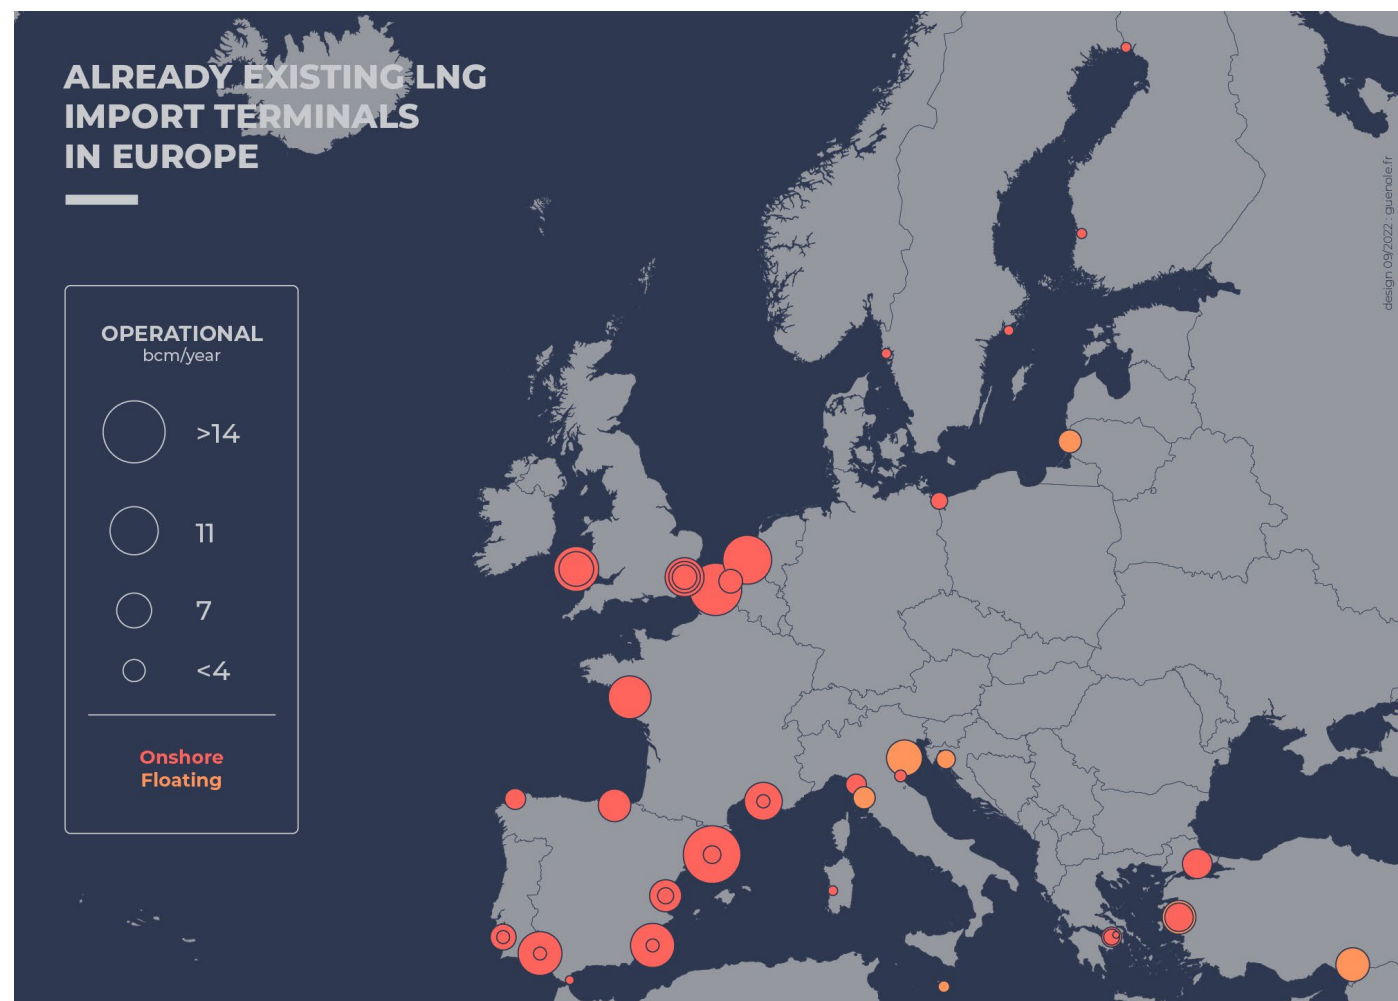 ALREADY EXISTING LNG
IMPORT TERMINALS
IN EUROPE
OPERATIONAL
bcm/year
>14
11
7
<4
Onshore
Floating
design 09/2022 : guenole.fr